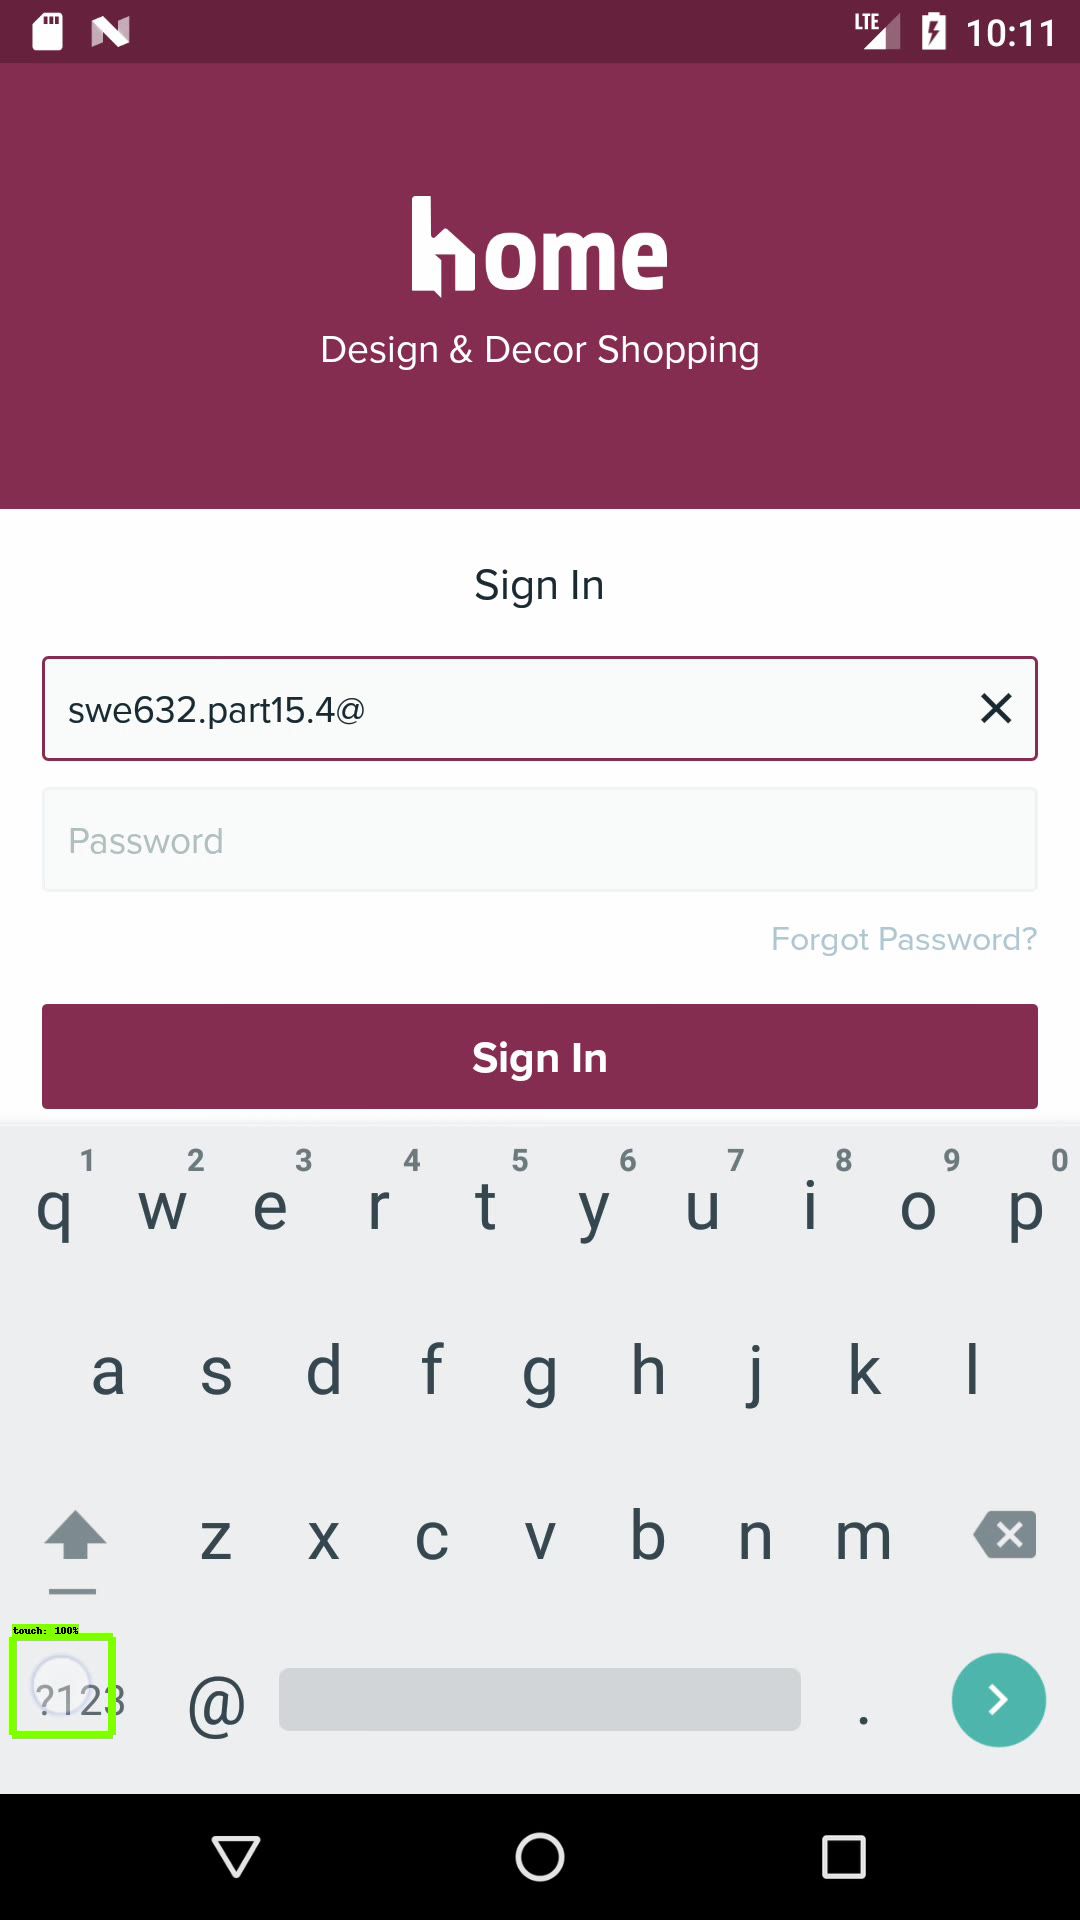 LTE 10:11
home
Design & Decor Shopping
Sign In
swe632.part15.4@
Password
Forgot Password?
Sign In
1 2 3 4 5 6 7 8 9 0
q w e r t y u i o p
a s d f g h j k l
z x c v b n m
touch: 100%
?123 @ .